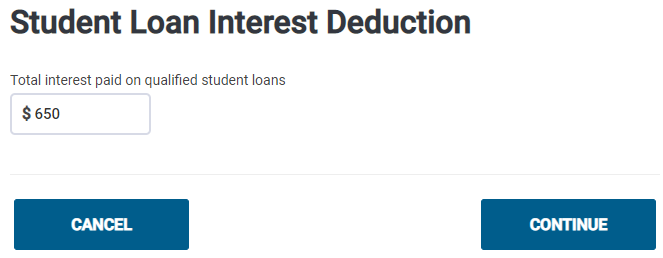 Student Loan Interest Deduction
Total interest paid on qualified student loans
$ 650
CANCEL CONTINUE